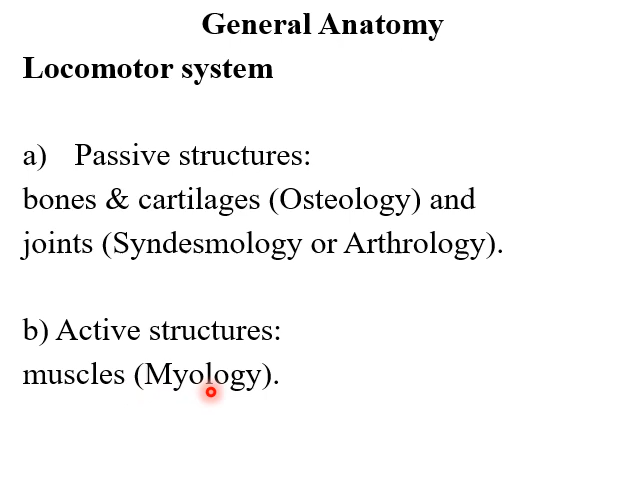 General Anatomy
Locomotor system
a) Passive structures:
bones & cartilages (Osteology) and
joints (Syndesmology or Arthrology).
b) Active structures:
muscles (Myology).